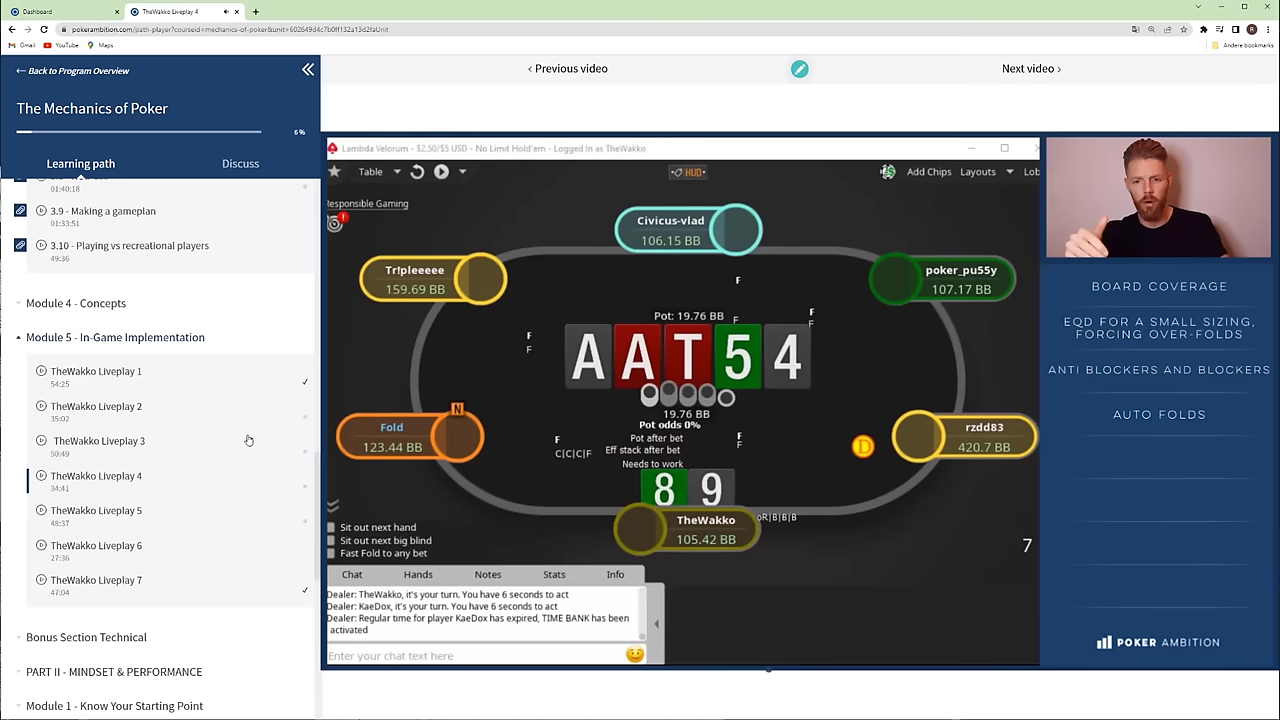 Dashboard
TheWakko Liveplay 4
pokerambition.com/path-player?courseid=mechanics-of-poker&unit=602649d4c7b0ff132a13d2faUnit
Gmail
YouTube
Maps
Andere bookmarks
← Back to Program Overview
The Mechanics of Poker
6%
Learning path
Discuss
01:40:18
3.9 - Making a gameplan
01:33:51
3.10 - Playing vs recreational players
49:36
Module 4 - Concepts
Module 5 - In-Game Implementation
TheWakko Liveplay 1
54:25
TheWakko Liveplay 2
35:02
TheWakko Liveplay 3
50:49
TheWakko Liveplay 4
34:41
TheWakko Liveplay 5
48:37
TheWakko Liveplay 6
27:36
TheWakko Liveplay 7
47:04
Bonus Section Technical
PART II - MINDSET & PERFORMANCE
Module 1 - Know Your Starting Point
‹ Previous video
Next video ›
Lambda Velorum - $2.50/$5 USD - No Limit Hold'em - Logged In as TheWakko
Table
HUD
Add Chips
Layouts
Lob
Responsible Gaming
Civicus-vlad
106.15 BB
Tr!pleeeee
159.69 BB
poker_pu55y
107.17 BB
F
F
F
F
F
F
F
Pot: 19.76 BB
A A T 5 4
19.76 BB
Pot odds 0%
Pot after bet
Eff stack after bet
Needs to work
N
Fold
123.44 BB
F
C|C|C|F
F
F
D
rzdd83
420.7 BB
8 9
TheWakko
105.42 BB
oR|B|B|B
7
Sit out next hand
Sit out next big blind
Fast Fold to any bet
Chat
Hands
Notes
Stats
Info
Dealer: TheWakko, it's your turn. You have 6 seconds to act
Dealer: KaeDox, it's your turn. You have 6 seconds to act
Dealer: Regular time for player KaeDox has expired, TIME BANK has been
activated
Enter your chat text here
BOARD COVERAGE
EQD FOR A SMALL SIZING,
FORCING OVER-FOLDS
ANTI BLOCKERS AND BLOCKERS
AUTO FOLDS
POKER AMBITION